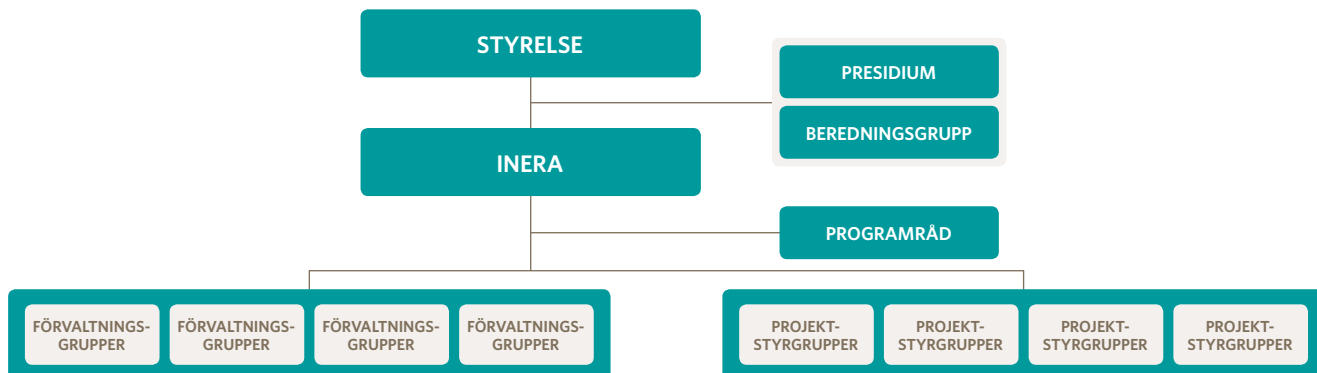 STYRELSE
PRESIDIUM
BEREDNINGSGRUPP
INERA
PROGRAMRÅD
FÖRVALTNINGS-
GRUPPER
FÖRVALTNINGS-
GRUPPER
FÖRVALTNINGS-
GRUPPER
FÖRVALTNINGS-
GRUPPER
PROJEKT-
STYRGRUPPER
PROJEKT-
STYRGRUPPER
PROJEKT-
STYRGRUPPER
PROJEKT-
STYRGRUPPER